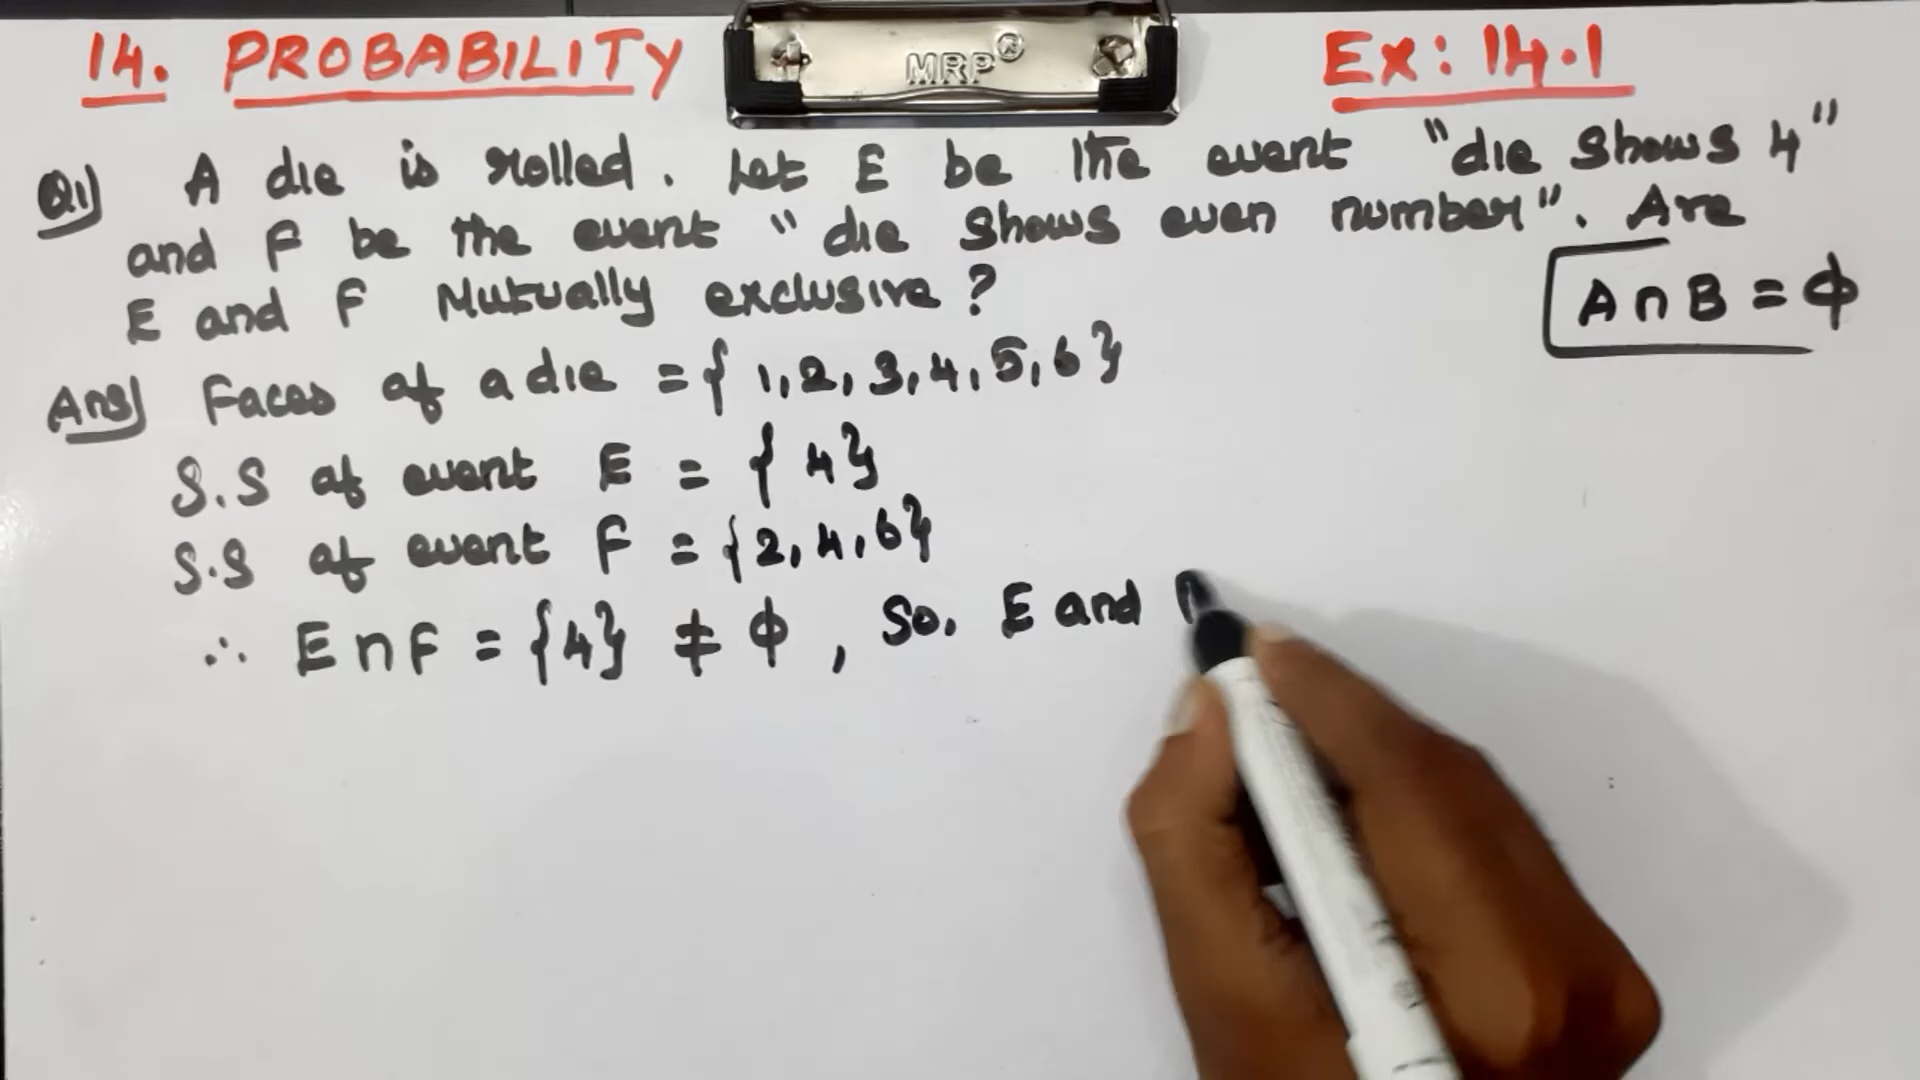 14. PROBABILITY
MRP®
Ex: 14.1
Q1) A die is rolled. Let E be the event "die shows 4"
and F be the event "die shows even number". Are
E and F Mutually exclusive?
A∩B = ϕ
Ans) Faces of a die = { 1, 2, 3, 4, 5, 6 }
S.S of event E = { 4 }
S.S of event F = {2, 4, 6}
∴ E∩F = {4} ≠ ϕ, So. E and